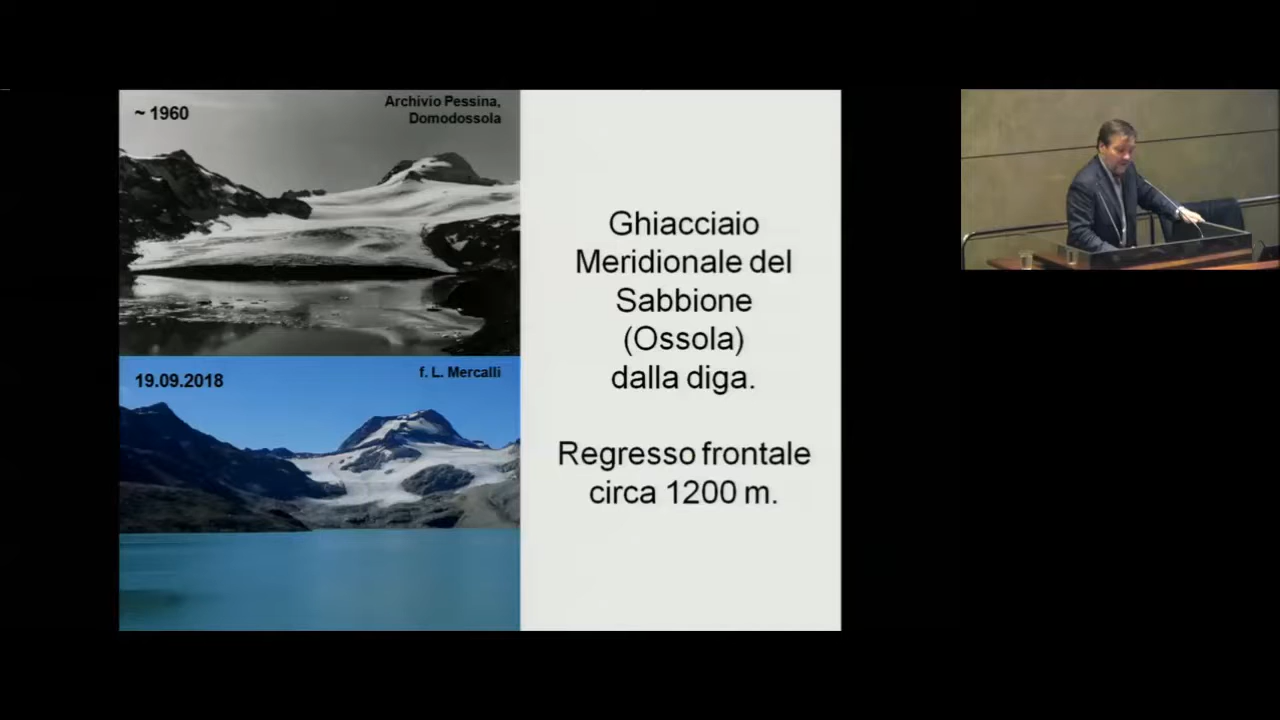 ~ 1960
Archivio Pessina,
Domodossola
19.09.2018
f. L. Mercalli
Ghiacciaio
Meridionale del
Sabbione
(Ossola)
dalla diga.
Regresso frontale
circa 1200 m.